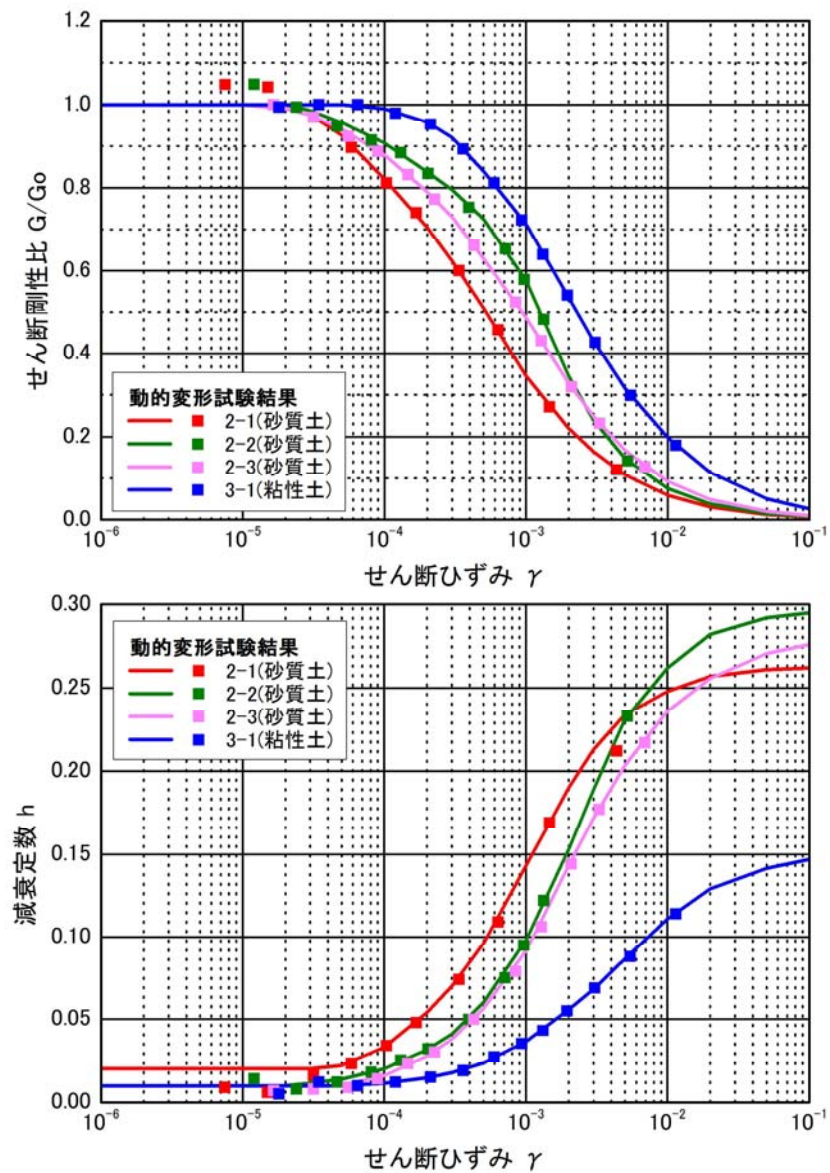 1.2
1.0
0.8
0.6
0.4
0.2
0.0
せん断剛性比 G/Go
動的変形試験結果
2-1(砂質土)
2-2(砂質土)
2-3(砂質土)
3-1(粘性土)
10⁻⁶ 10⁻⁵ 10⁻⁴ 10⁻³ 10⁻² 10⁻¹
せん断ひずみ γ
0.30
0.25
0.20
0.15
0.10
0.05
0.00
減衰定数 h
動的変形試験結果
2-1(砂質土)
2-2(砂質土)
2-3(砂質土)
3-1(粘性土)
10⁻⁶ 10⁻⁵ 10⁻⁴ 10⁻³ 10⁻² 10⁻¹
せん断ひずみ γ